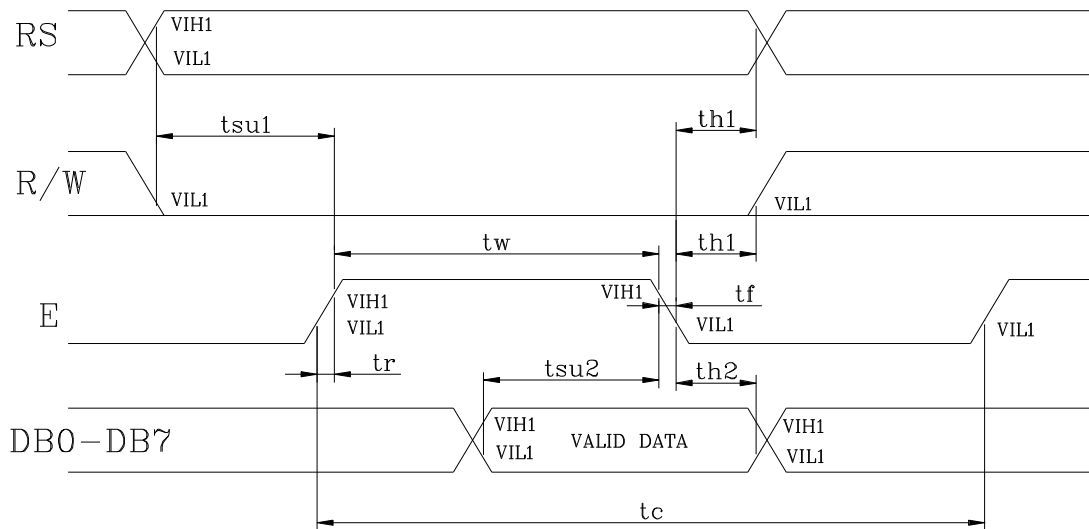 RS
VIH1
VIL1
tsu1
th1
R/W
VIL1
VIL1
tw
th1
E
VIH1
VIL1
VIH1
tf
VIL1
VIL1
tr
tsu2
th2
DB0-DB7
VIH1
VIL1
VALID DATA
VIH1
VIL1
tc